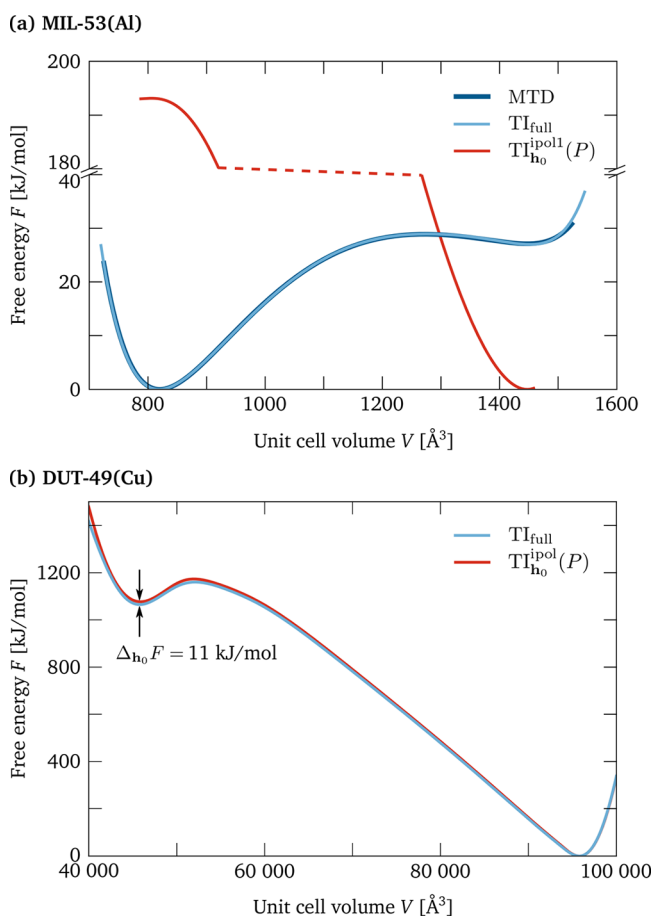 (a) MIL-53(Al)
200
MTD
TI_full
TI_h₀^ipol1(P)
180
40
20
0
Free energy F [kJ/mol]
800 1000 1200 1400 1600
Unit cell volume V [Å³]
(b) DUT-49(Cu)
TI_full
TI_h₀^ipol(P)
1200
Δ_h₀F = 11 kJ/mol
800
400
0
Free energy F [kJ/mol]
40 000 60 000 80 000 100 000
Unit cell volume V [Å³]